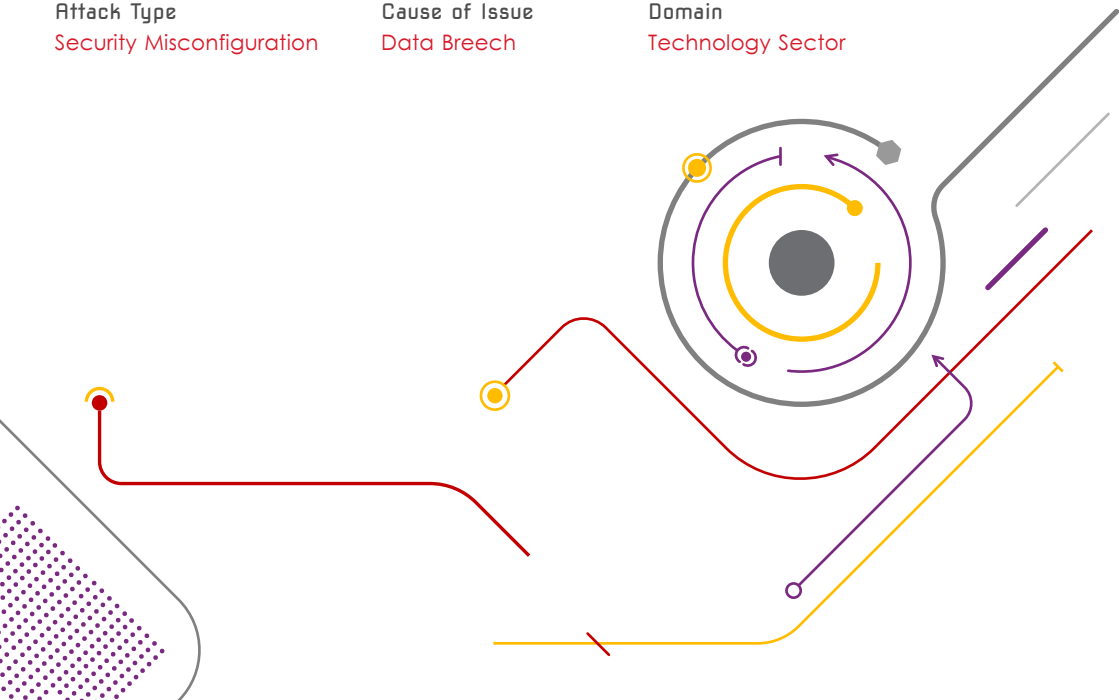 Attack Type
Security Misconfiguration
Cause of Issue
Data Breech
Domain
Technology Sector